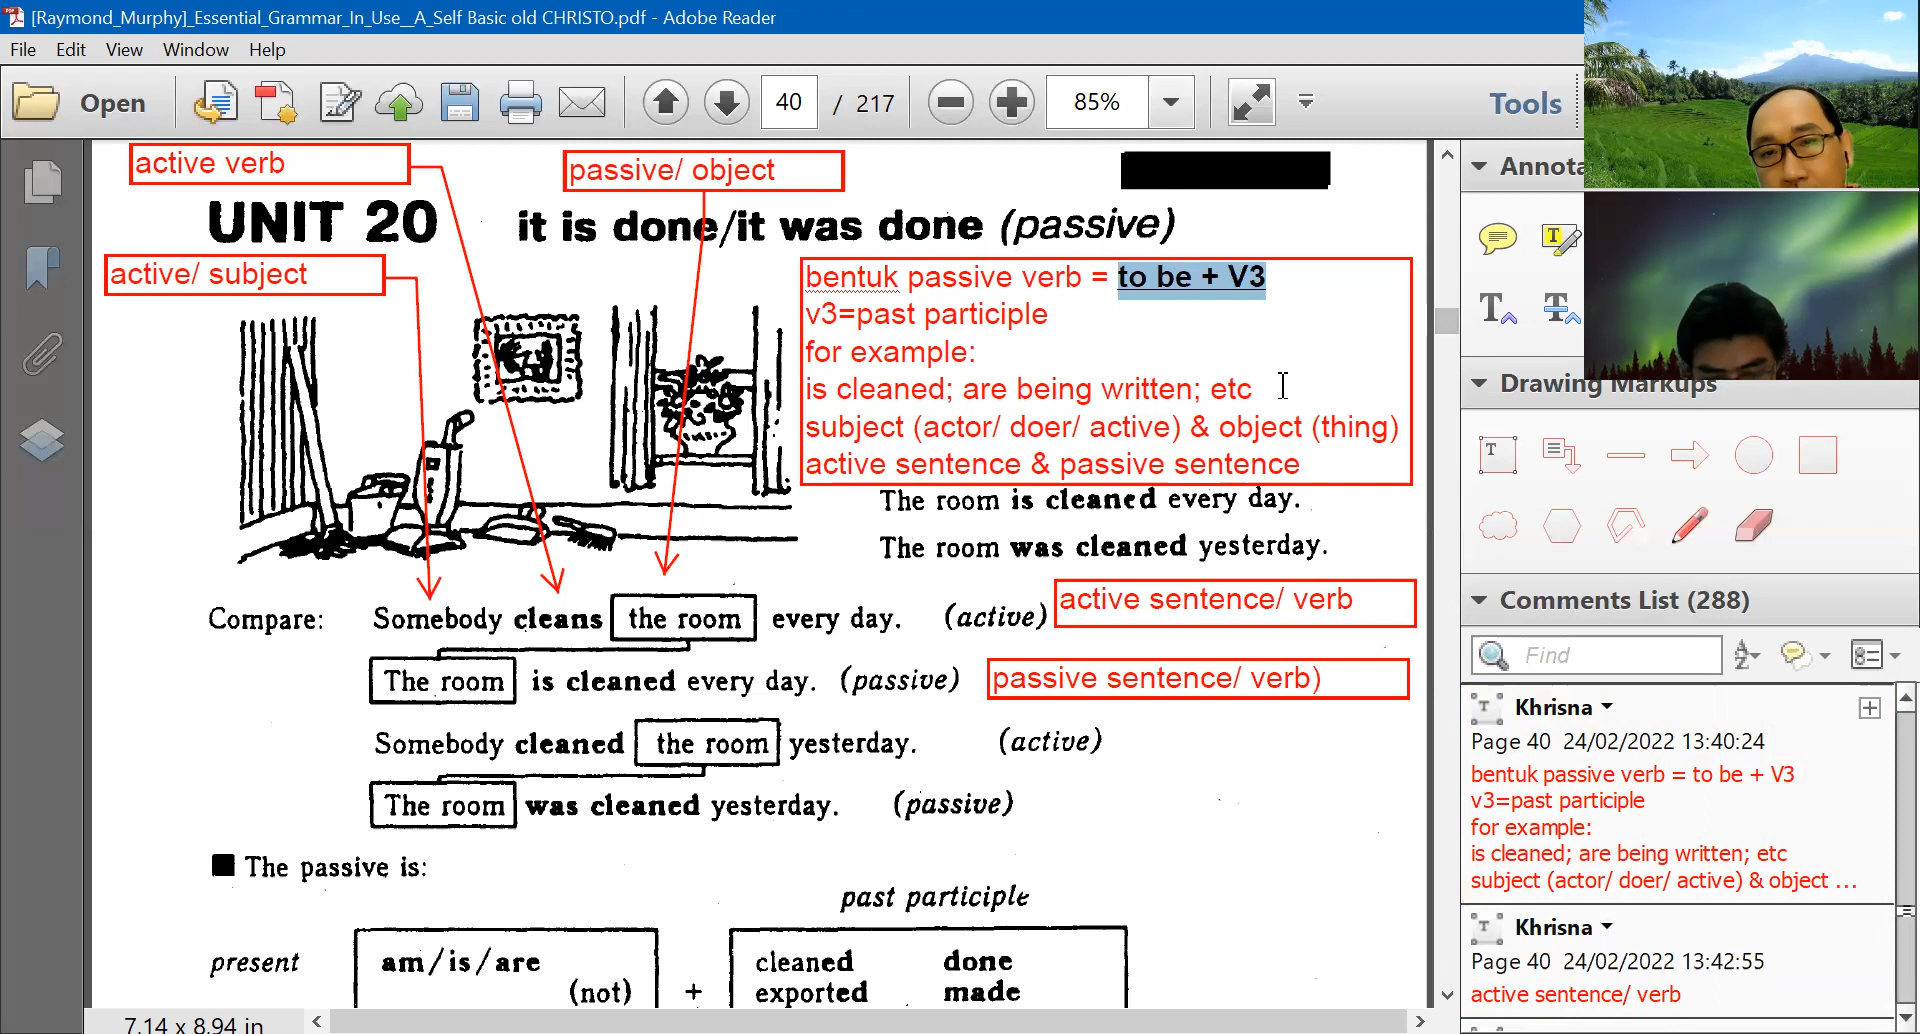 [Raymond_Murphy]_Essential_Grammar_In_Use__A_Self Basic old CHRISTO.pdf - Adobe Reader
File Edit View Window Help
Open
40 / 217
85%
Tools
active verb
passive/ object
UNIT 20 it is done/it was done (passive)
active/ subject
bentuk passive verb = to be + V3
v3=past participle
for example:
is cleaned; are being written; etc
subject (actor/ doer/ active) & object (thing)
active sentence & passive sentence
The room is cleaned every day.
The room was cleaned yesterday.
Compare: Somebody cleans the room every day. (active)
active sentence/ verb
The room is cleaned every day. (passive)
passive sentence/ verb)
Somebody cleaned the room yesterday. (active)
The room was cleaned yesterday. (passive)
The passive is:
past participle
present am/is/are cleaned done
(not) + exported made
7,14 x 8,94 in
Annota
T
T
T
Drawing Markups
T
Comments List (288)
Find
Khrisna
Page 40 24/02/2022 13:40:24
bentuk passive verb = to be + V3
v3=past participle
for example:
is cleaned; are being written; etc
subject (actor/ doer/ active) & object ...
Khrisna
Page 40 24/02/2022 13:42:55
active sentence/ verb